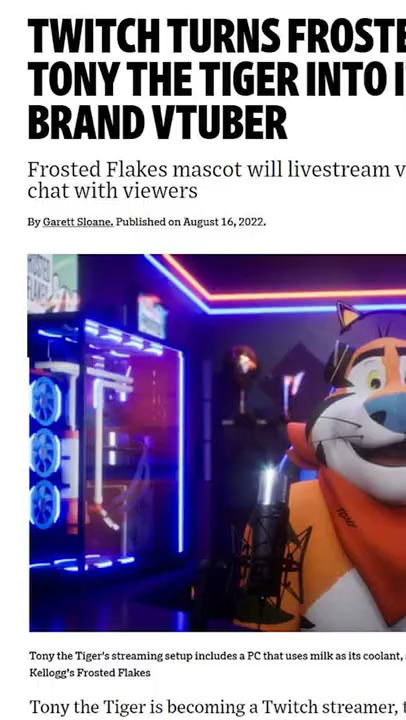 TWITCH TURNS FROSTE
TONY THE TIGER INTO I
BRAND VTUBER
Frosted Flakes mascot will livestream v
chat with viewers
By Garett Sloane. Published on August 16, 2022.
FROSTED
FLAKES
TONY
Tony the Tiger's streaming setup includes a PC that uses milk as its coolant,
Kellogg's Frosted Flakes
Tony the Tiger is becoming a Twitch streamer, t